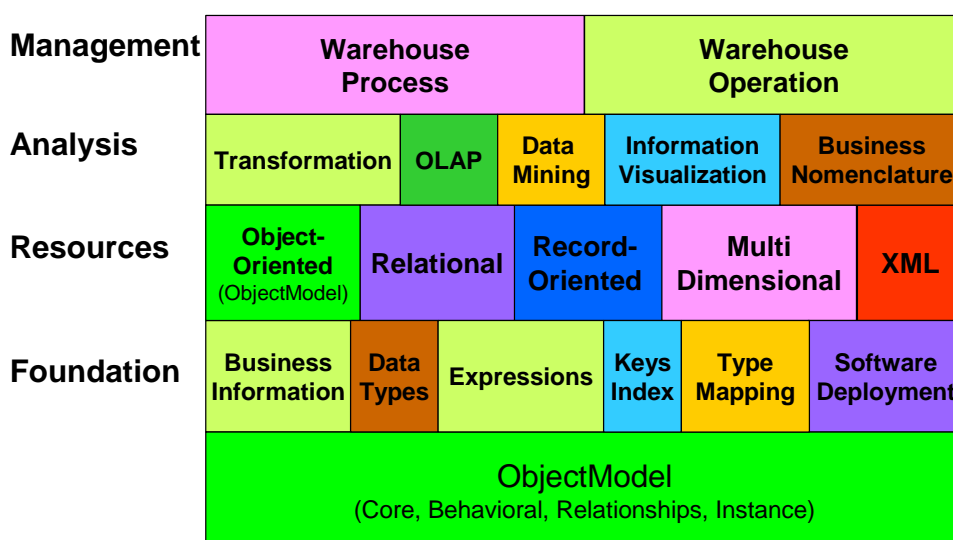 Management
Warehouse
Process
Warehouse
Operation
Analysis
Transformation
OLAP
Data
Mining
Information
Visualization
Business
Nomenclature
Resources
Object-
Oriented
(ObjectModel)
Relational
Record-
Oriented
Multi
Dimensional
XML
Foundation
Business
Information
Data
Types
Expressions
Keys
Index
Type
Mapping
Software
Deployment
ObjectModel
(Core, Behavioral, Relationships, Instance)